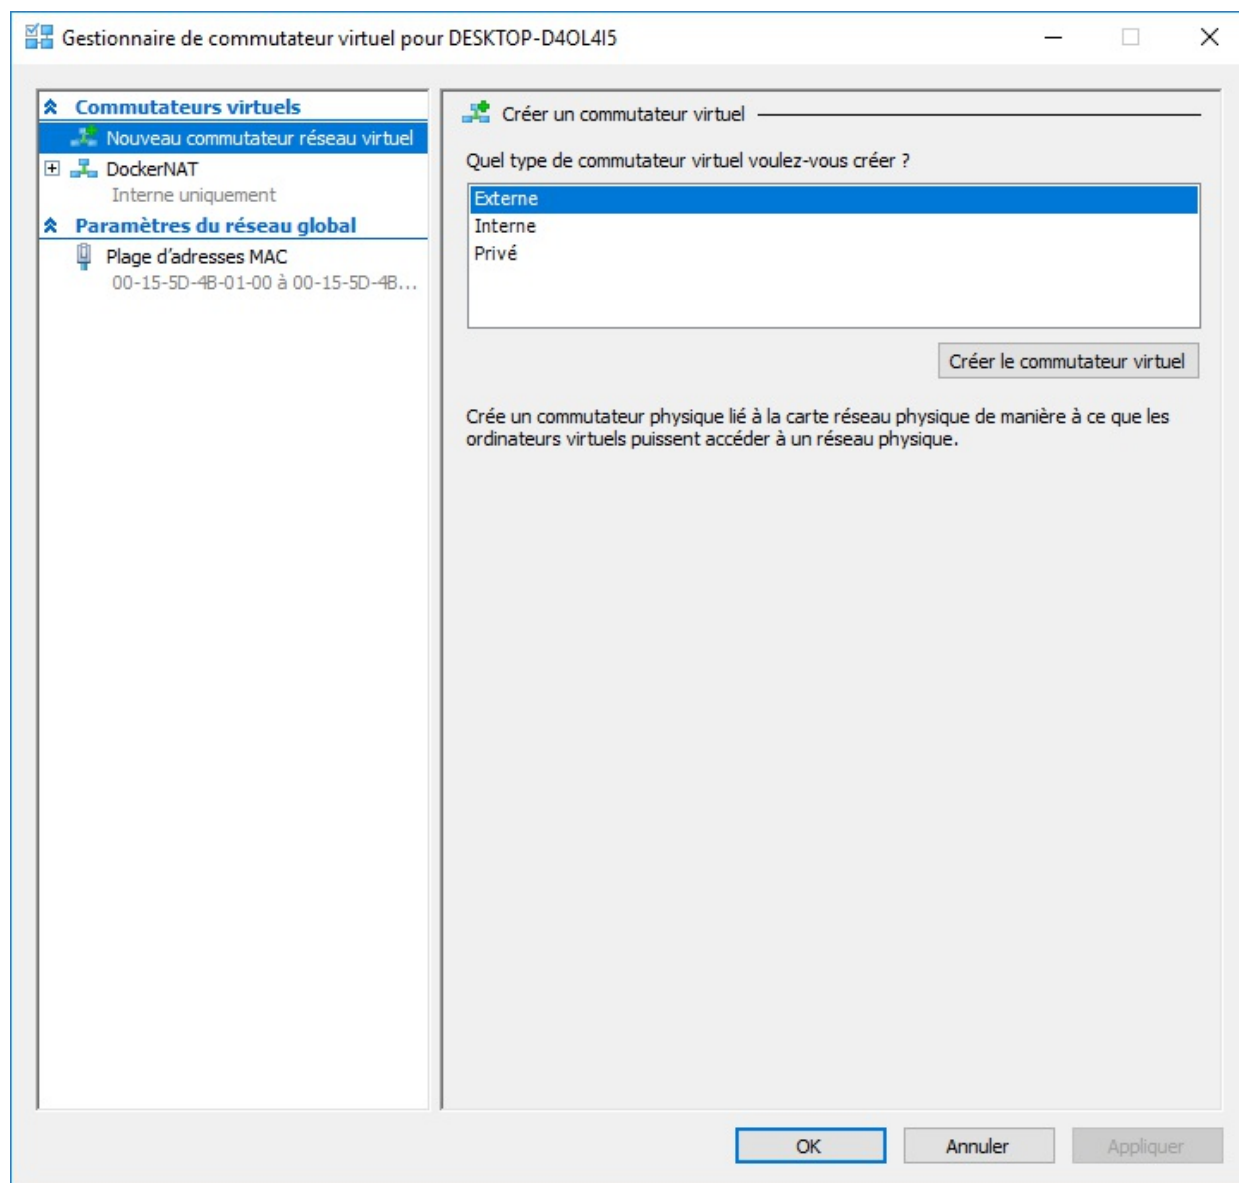 Gestionnaire de commutateur virtuel pour DESKTOP-D4OL4I5
Commutateurs virtuels
Nouveau commutateur réseau virtuel
DockerNAT
Interne uniquement
Paramètres du réseau global
Plage d'adresses MAC
00-15-5D-4B-01-00 à 00-15-5D-4B...
Créer un commutateur virtuel
Quel type de commutateur virtuel voulez-vous créer ?
Externe
Interne
Privé
Créer le commutateur virtuel
Crée un commutateur physique lié à la carte réseau physique de manière à ce que les
ordinateurs virtuels puissent accéder à un réseau physique.
OK
Annuler
Appliquer